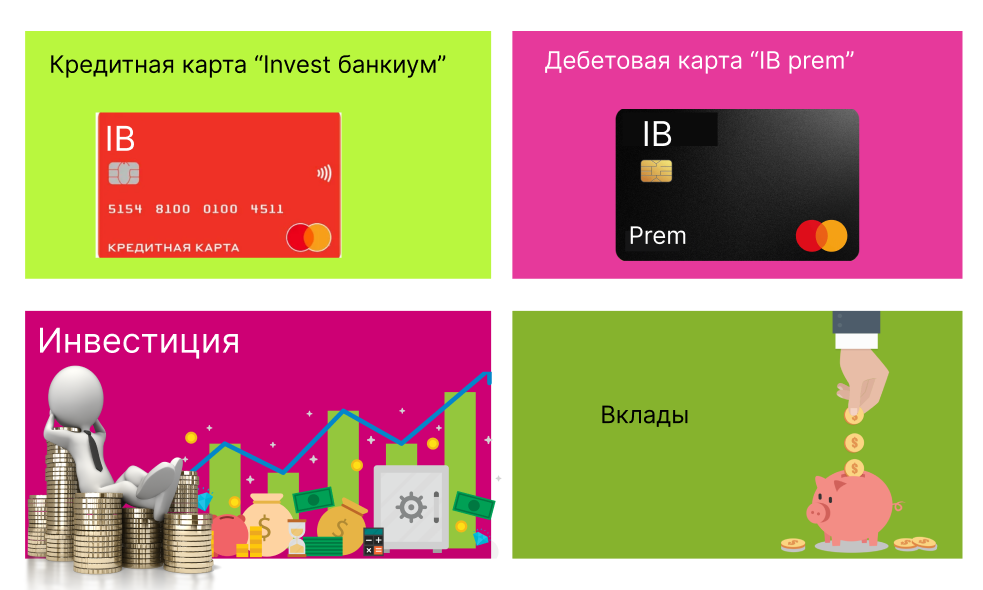 Кредитная карта “Invest банкиум”
IB
5154 8100 0100 4511
КРЕДИТНАЯ КАРТА
Дебетовая карта “IB prem”
IB
Prem
Инвестиция
Вклады